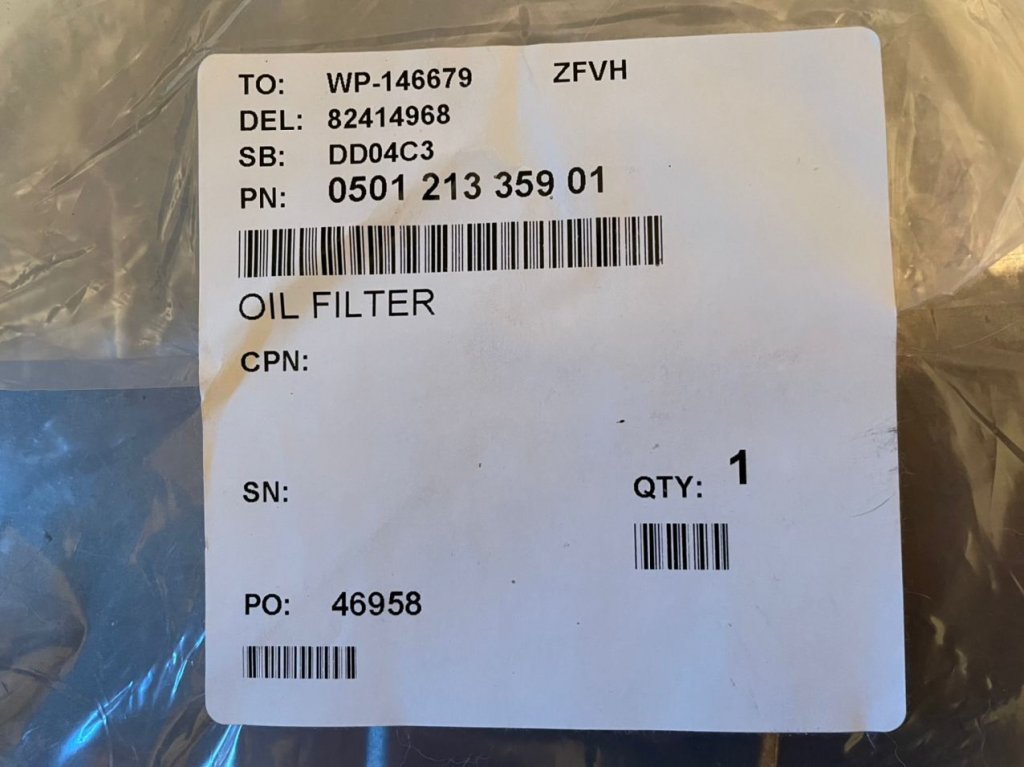 TO: WP-146679 ZFVH
DEL: 82414968
SB: DD04C3
PN: 0501 213 359 01
OIL FILTER
CPN:
SN: QTY: 1
PO: 46958